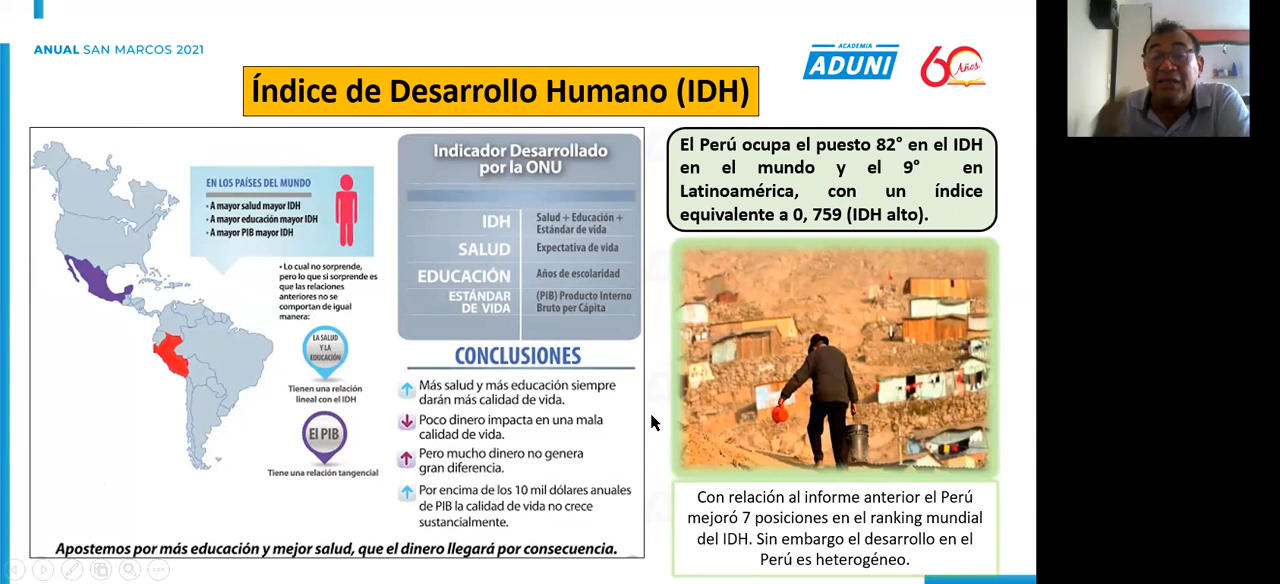 ANUAL SAN MARCOS 2021
ACADEMIA
ADUNI
60 Años
Índice de Desarrollo Humano (IDH)
EN LOS PAÍSES DEL MUNDO
• A mayor salud mayor IDH
• A mayor educación mayor IDH
• A mayor PIB mayor IDH
• Lo cual no sorprende,
pero lo que si sorprende es
que las relaciones
anteriores no se
comportan de igual
manera:
LA SALUD
Y LA
EDUCACIÓN
Tienen una relación
lineal con el IDH
El PIB
Tiene una relación tangencial
Indicador Desarrollado
por la ONU
IDH
Salud + Educación +
Estándar de vida
SALUD
Expectativa de vida
EDUCACIÓN
Años de escolaridad
ESTÁNDAR
DE VIDA
(PIB) Producto Interno
Bruto per Cápita
CONCLUSIONES
Más salud y más educación siempre
darán más calidad de vida.
Poco dinero impacta en una mala
calidad de vida.
Pero mucho dinero no genera
gran diferencia.
Por encima de los 10 mil dólares anuales
de PIB la calidad de vida no crece
sustancialmente.
Apostemos por más educación y mejor salud, que el dinero llegará por consecuencia.
El Perú ocupa el puesto 82° en el IDH
en el mundo y el 9° en
Latinoamérica, con un índice
equivalente a 0, 759 (IDH alto).
Con relación al informe anterior el Perú
mejoró 7 posiciones en el ranking mundial
del IDH. Sin embargo el desarrollo en el
Perú es heterogéneo.